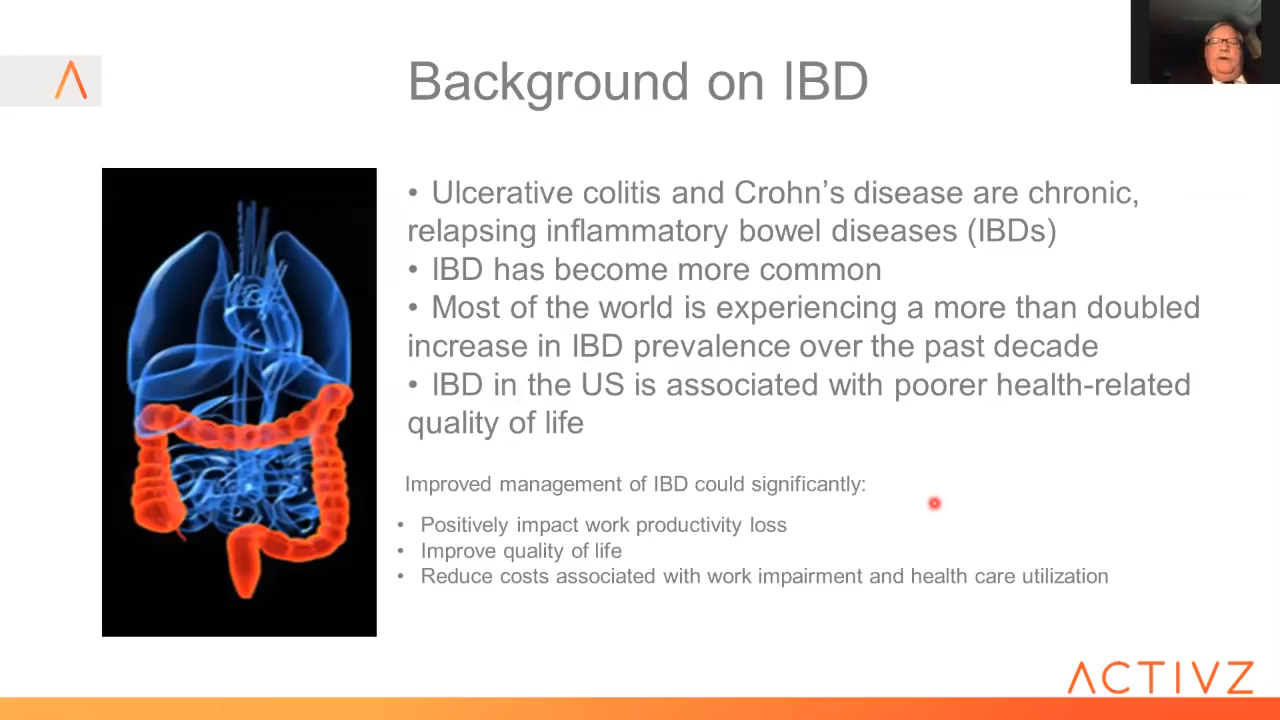 Background on IBD
• Ulcerative colitis and Crohn’s disease are chronic,
relapsing inflammatory bowel diseases (IBDs)
• IBD has become more common
• Most of the world is experiencing a more than doubled
increase in IBD prevalence over the past decade
• IBD in the US is associated with poorer health-related
quality of life
Improved management of IBD could significantly:
• Positively impact work productivity loss
• Improve quality of life
• Reduce costs associated with work impairment and health care utilization
ACTIVZ